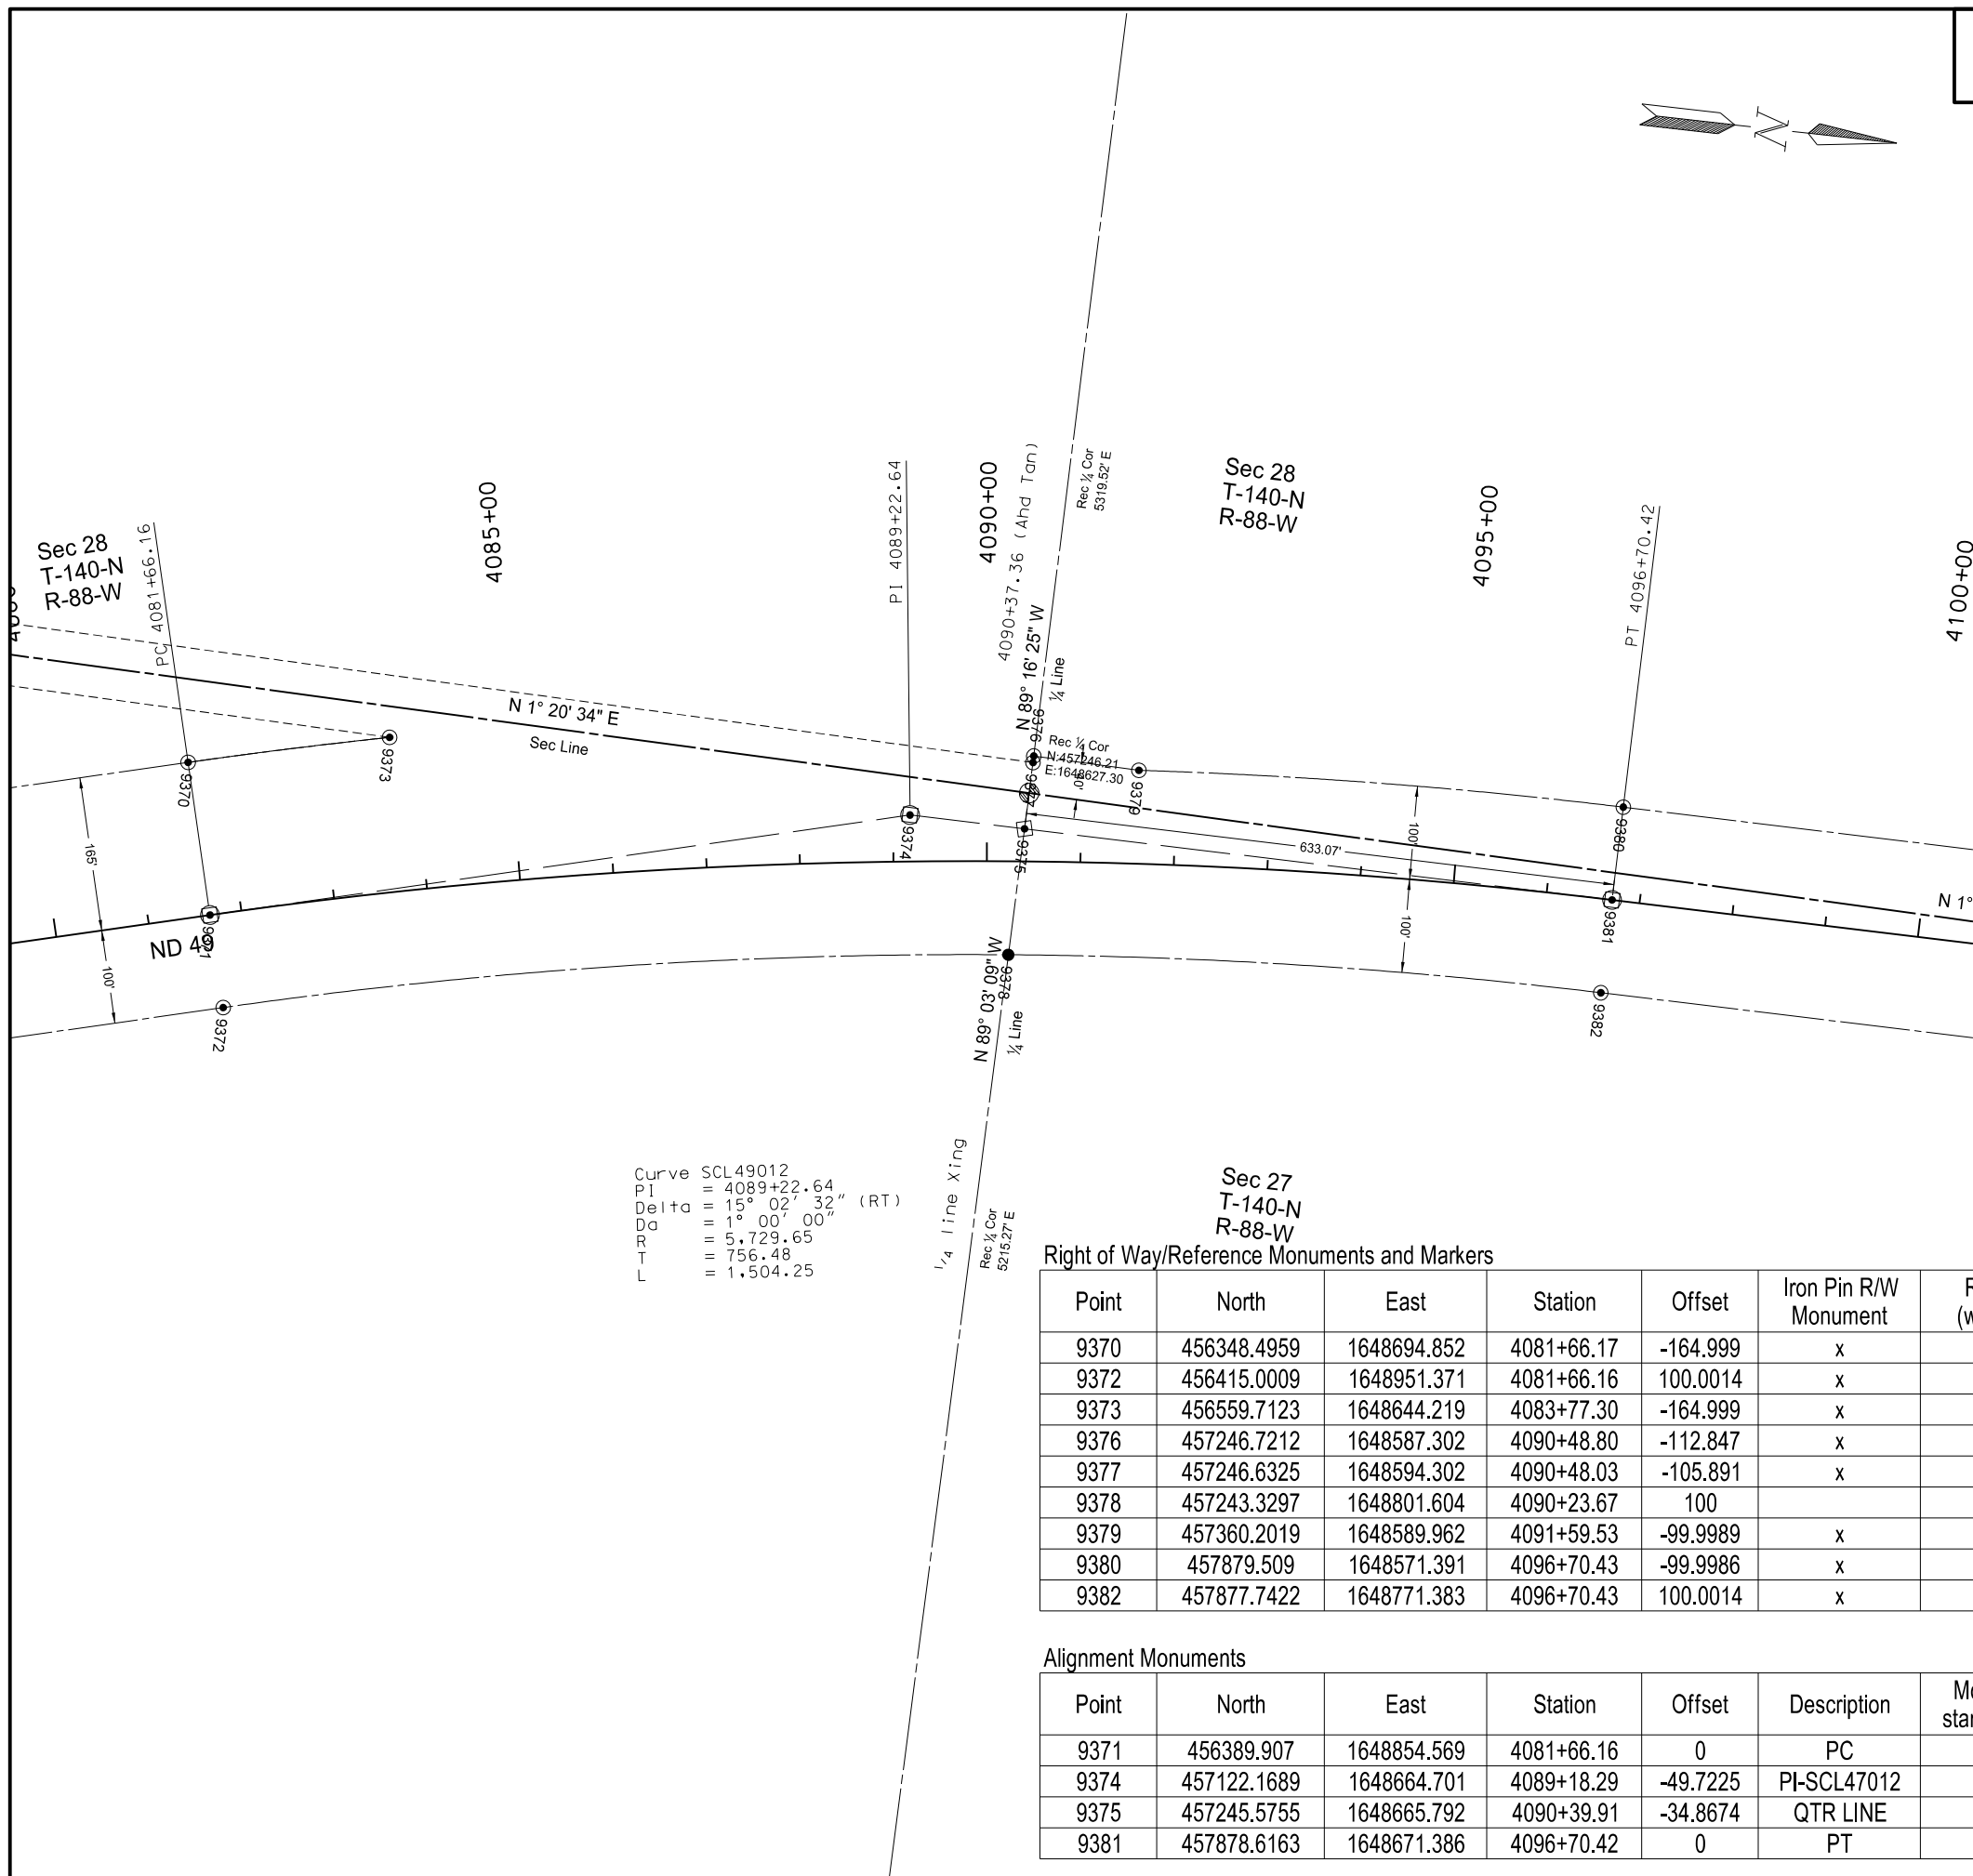 N
Sec 28
T-140-N
R-88-W
PC 4081+66.16
4085+00
PI 4089+22.64
4090+00
4090+37.36 (Ahd Tan)
Rec ¼ Cor
5319.52' E
Sec 28
T-140-N
R-88-W
4095+00
PT 4096+70.42
4100+00
N 1° 20' 34" E
Sec Line
N 89° 16' 25" W
¼ Line
9376
Rec ¼ Cor
N:457246.21
E:1648627.30
9377
40'
9379
9370
9373
9374
9375
9380
9381
633.07'
100'
100'
165'
100'
ND 49
9371
9372
9378
9382
N 89° 03' 09" W
¼ Line
N 1°
Curve SCL49012
PI = 4089+22.64
Delta = 15° 02' 32" (RT)
Da = 1° 00' 00"
R = 5,729.65
T = 756.48
L = 1,504.25
1/4 line Xing
Rec ¼ Cor
5215.27' E
Sec 27
T-140-N
R-88-W
Right of Way/Reference Monuments and Markers
Point North East Station Offset Iron Pin R/W Monument
9370 456348.4959 1648694.852 4081+66.17 -164.999 x
9372 456415.0009 1648951.371 4081+66.16 100.0014 x
9373 456559.7123 1648644.219 4083+77.30 -164.999 x
9376 457246.7212 1648587.302 4090+48.80 -112.847 x
9377 457246.6325 1648594.302 4090+48.03 -105.891 x
9378 457243.3297 1648801.604 4090+23.67 100
9379 457360.2019 1648589.962 4091+59.53 -99.9989 x
9380 457879.509 1648571.391 4096+70.43 -99.9986 x
9382 457877.7422 1648771.383 4096+70.43 100.0014 x
Alignment Monuments
Point North East Station Offset Description
9371 456389.907 1648854.569 4081+66.16 0 PC
9374 457122.1689 1648664.701 4089+18.29 -49.7225 PI-SCL47012
9375 457245.5755 1648665.792 4090+39.91 -34.8674 QTR LINE
9381 457878.6163 1648671.386 4096+70.42 0 PT